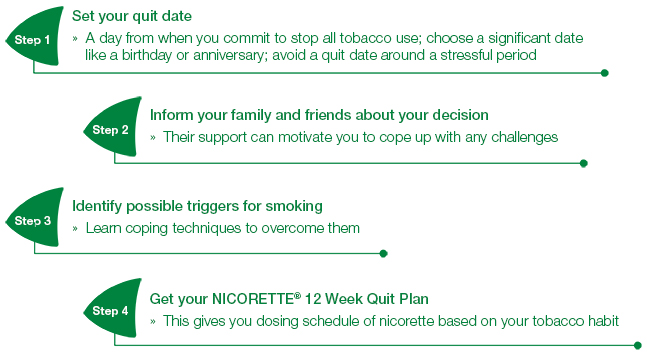 Step 1
Set your quit date
» A day from when you commit to stop all tobacco use; choose a significant date
like a birthday or anniversary; avoid a quit date around a stressful period
Step 2
Inform your family and friends about your decision
» Their support can motivate you to cope up with any challenges
Step 3
Identify possible triggers for smoking
» Learn coping techniques to overcome them
Step 4
Get your NICORETTE® 12 Week Quit Plan
» This gives you dosing schedule of nicorette based on your tobacco habit